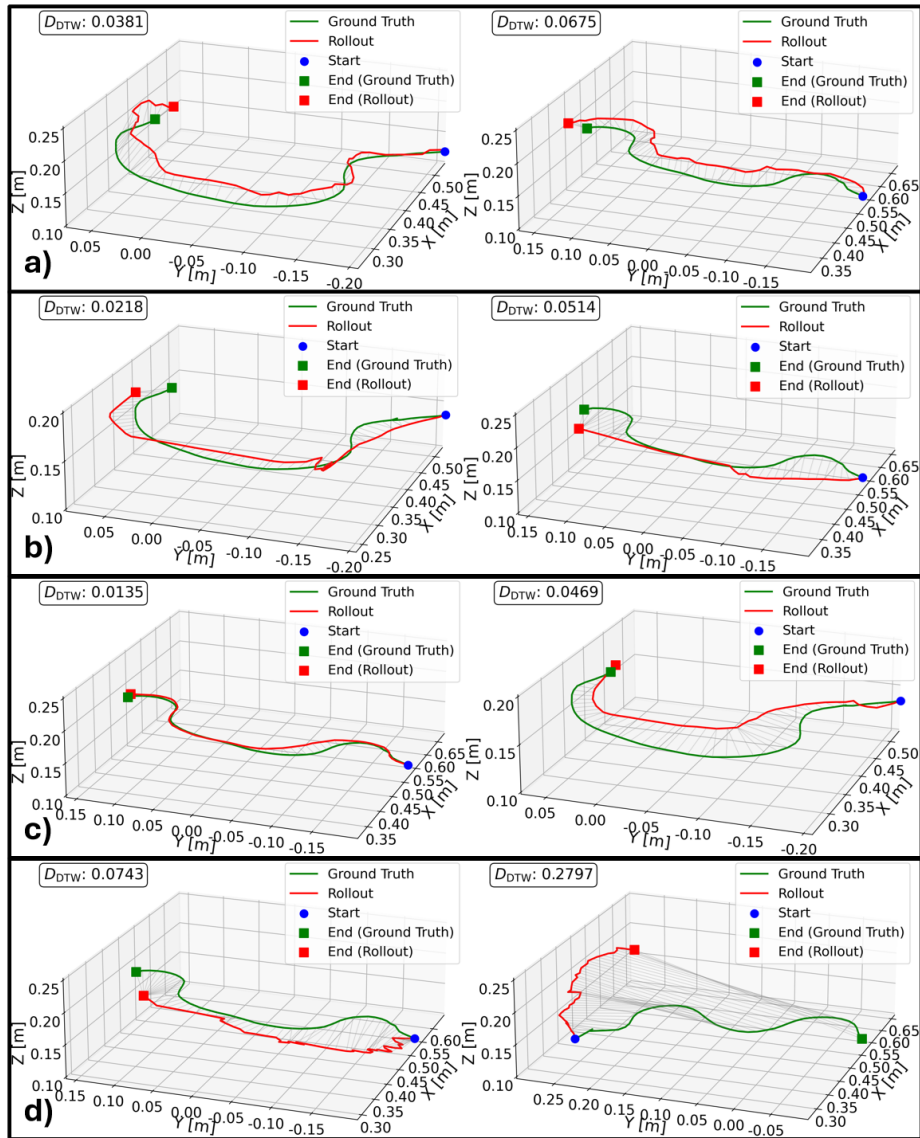 D_DTW: 0.0381
Ground Truth
Rollout
Start
End (Ground Truth)
End (Rollout)
0.25
0.20
0.15
0.10
Z [m]
0.05
0.00
-0.05
-0.10
-0.15
-0.20
Y [m]
0.30
0.35
0.40
0.45
0.50
X [m]
a)
D_DTW: 0.0675
Ground Truth
Rollout
Start
End (Ground Truth)
End (Rollout)
0.25
0.20
0.15
0.10
Z [m]
0.15
0.10
0.05
0.00
-0.05
-0.10
-0.15
Y [m]
0.35
0.40
0.45
0.50
0.55
0.60
0.65
X [m]
D_DTW: 0.0218
Ground Truth
Rollout
Start
End (Ground Truth)
End (Rollout)
0.20
0.15
0.10
Z [m]
0.05
0.00
-0.05
-0.10
-0.15
-0.20
Y [m]
0.25
0.30
0.35
0.40
0.45
0.50
X [m]
b)
D_DTW: 0.0514
Ground Truth
Rollout
Start
End (Ground Truth)
End (Rollout)
0.25
0.20
0.15
0.10
Z [m]
0.15
0.10
0.05
0.00
-0.05
-0.10
-0.15
Y [m]
0.35
0.40
0.45
0.50
0.55
0.60
0.65
X [m]
D_DTW: 0.0135
Ground Truth
Rollout
Start
End (Ground Truth)
End (Rollout)
0.25
0.20
0.15
0.10
Z [m]
0.15
0.10
0.05
0.00
-0.05
-0.10
-0.15
Y [m]
0.35
0.40
0.45
0.50
0.55
0.60
0.65
X [m]
c)
D_DTW: 0.0469
Ground Truth
Rollout
Start
End (Ground Truth)
End (Rollout)
0.20
0.15
0.10
Z [m]
0.05
0.00
-0.05
-0.10
-0.15
-0.20
Y [m]
0.30
0.35
0.40
0.45
0.50
X [m]
D_DTW: 0.0743
Ground Truth
Rollout
Start
End (Ground Truth)
End (Rollout)
0.25
0.20
0.15
0.10
Z [m]
0.15
0.10
0.05
0.00
-0.05
-0.10
-0.15
Y [m]
0.30
0.35
0.40
0.45
0.50
0.55
0.60
X [m]
d)
D_DTW: 0.2797
Ground Truth
Rollout
Start
End (Ground Truth)
End (Rollout)
0.25
0.20
0.15
0.10
Z [m]
0.25
0.20
0.15
0.10
0.05
0.00
-0.05
Y [m]
0.30
0.35
0.40
0.45
0.50
0.55
0.60
0.65
X [m]